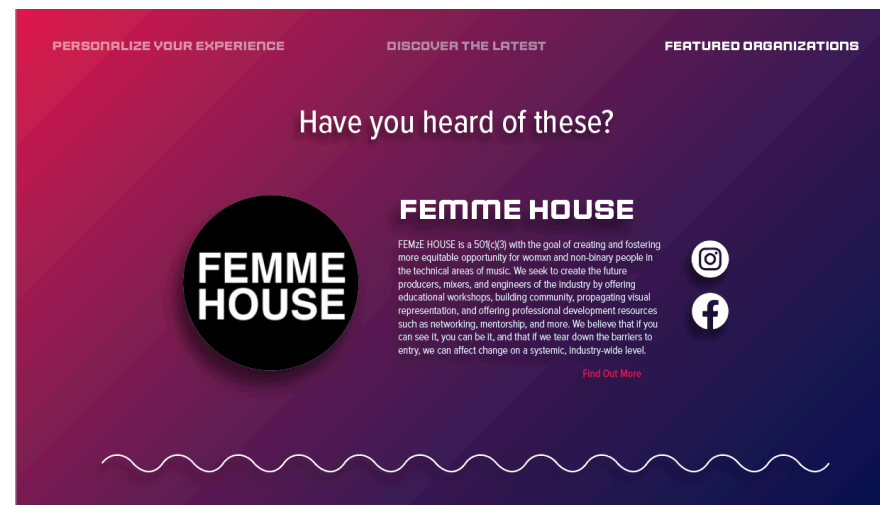 PERSONALIZE YOUR EXPERIENCE
DISCOVER THE LATEST
FEATURED ORGANIZATIONS
Have you heard of these?
FEMME
HOUSE
FEMME HOUSE
FEMzE HOUSE is a 501(c)(3) with the goal of creating and fostering
more equitable opportunity for womxn and non-binary people in
the technical areas of music. We seek to create the future
producers, mixers, and engineers of the industry by offering
educational workshops, building community, propagating visual
representation, and offering professional development resources
such as networking, mentorship, and more. We believe that if you
can see it, you can be it, and that if we tear down the barriers to
entry, we can affect change on a systemic, industry-wide level.
Find Out More